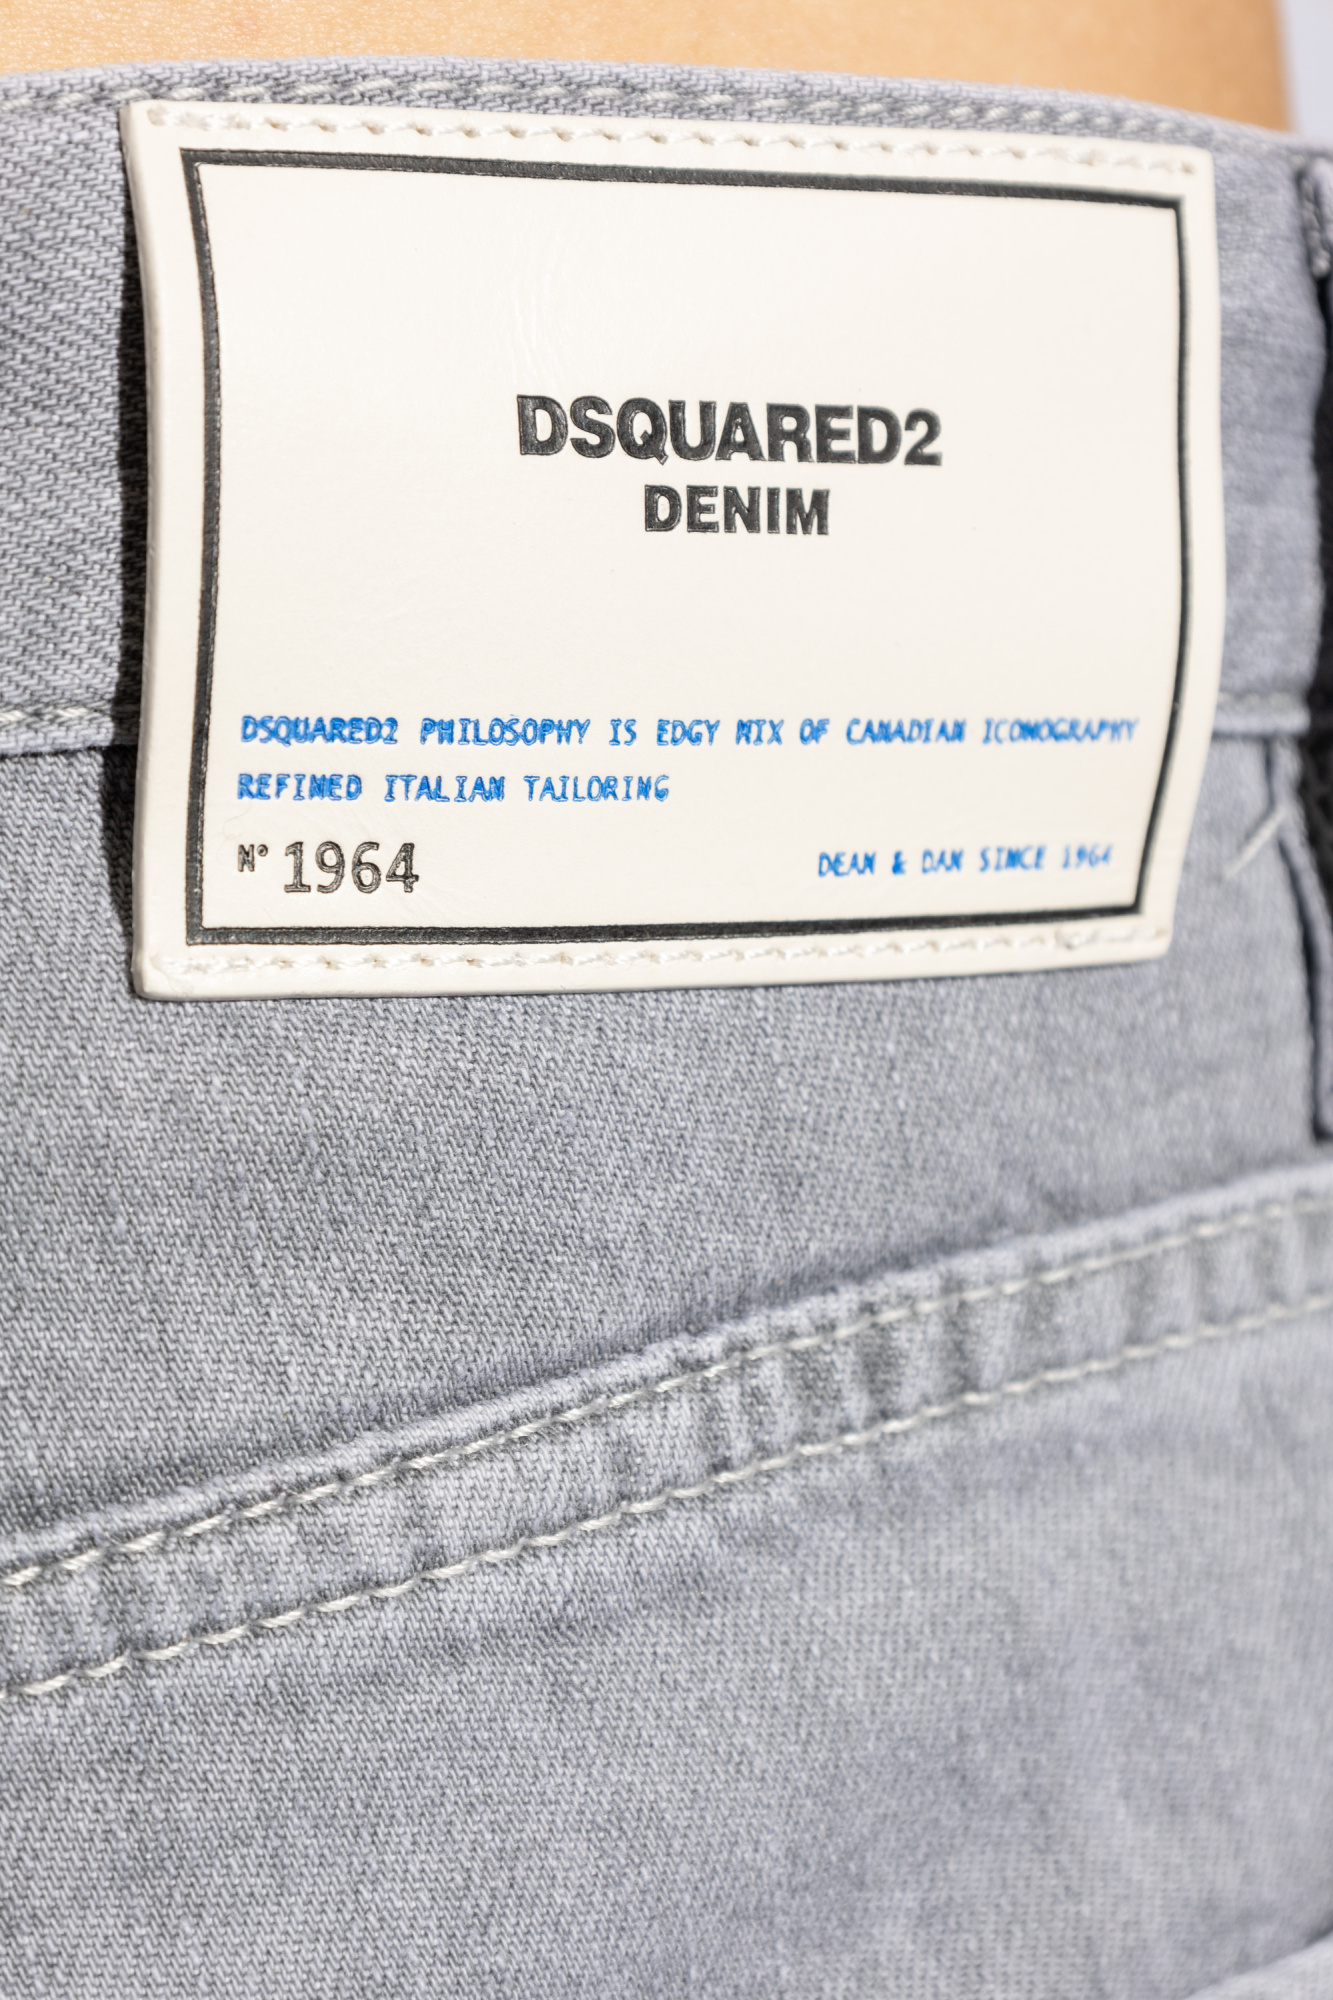 DSQUARED2
DENIM
DSQUARED2 PHILOSOPHY IS EDGY MIX OF CANADIAN ICONOGRAPHY
REFINED ITALIAN TAILORING
N° 1964
DEAN & DAN SINCE 1964